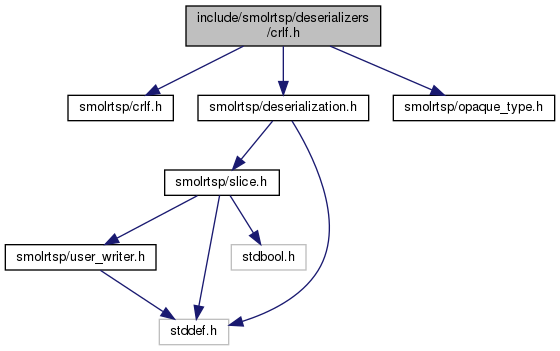 include/smolrtsp/deserializers
/crlf.h
smolrtsp/crlf.h
smolrtsp/deserialization.h
smolrtsp/opaque_type.h
smolrtsp/slice.h
smolrtsp/user_writer.h
stdbool.h
stddef.h